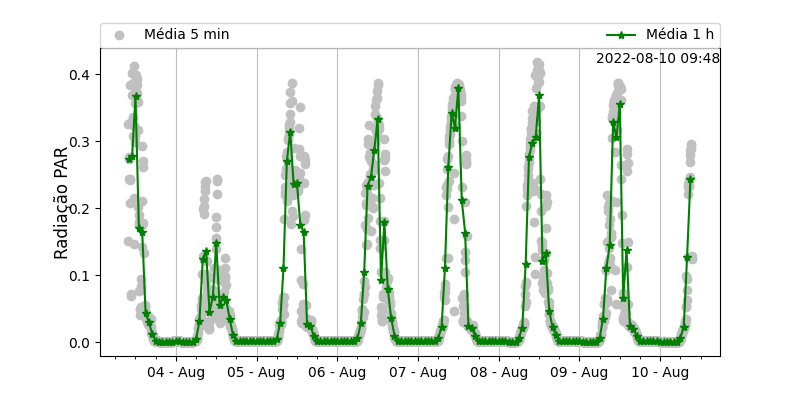 Média 5 min
Média 1 h
2022-08-10 09:48
Radiação PAR
0.4
0.3
0.2
0.1
0.0
04 - Aug
05 - Aug
06 - Aug
07 - Aug
08 - Aug
09 - Aug
10 - Aug